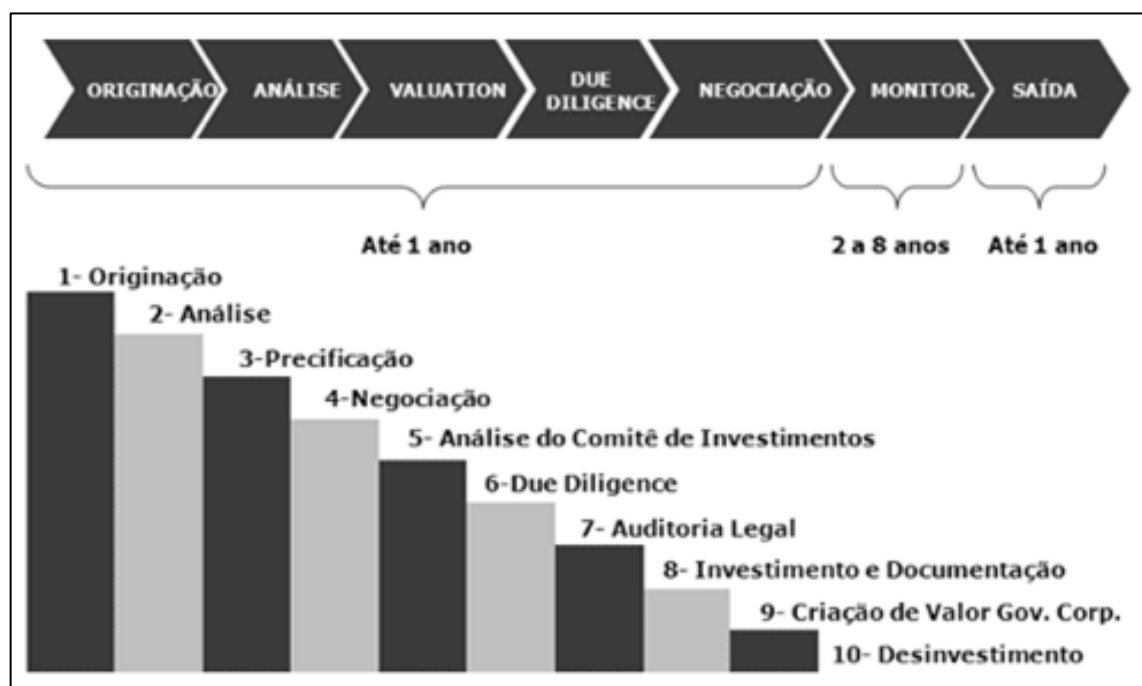 ORIGINAÇÃO
ANÁLISE
VALUATION
DUE
DILIGENCE
NEGOCIAÇÃO
MONITOR.
SAÍDA
Até 1 ano
2 a 8 anos
Até 1 ano
1- Originação
2- Análise
3-Precificação
4-Negociação
5- Análise do Comitê de Investimentos
6-Due Diligence
7- Auditoria Legal
8- Investimento e Documentação
9- Criação de Valor Gov. Corp.
10- Desinvestimento